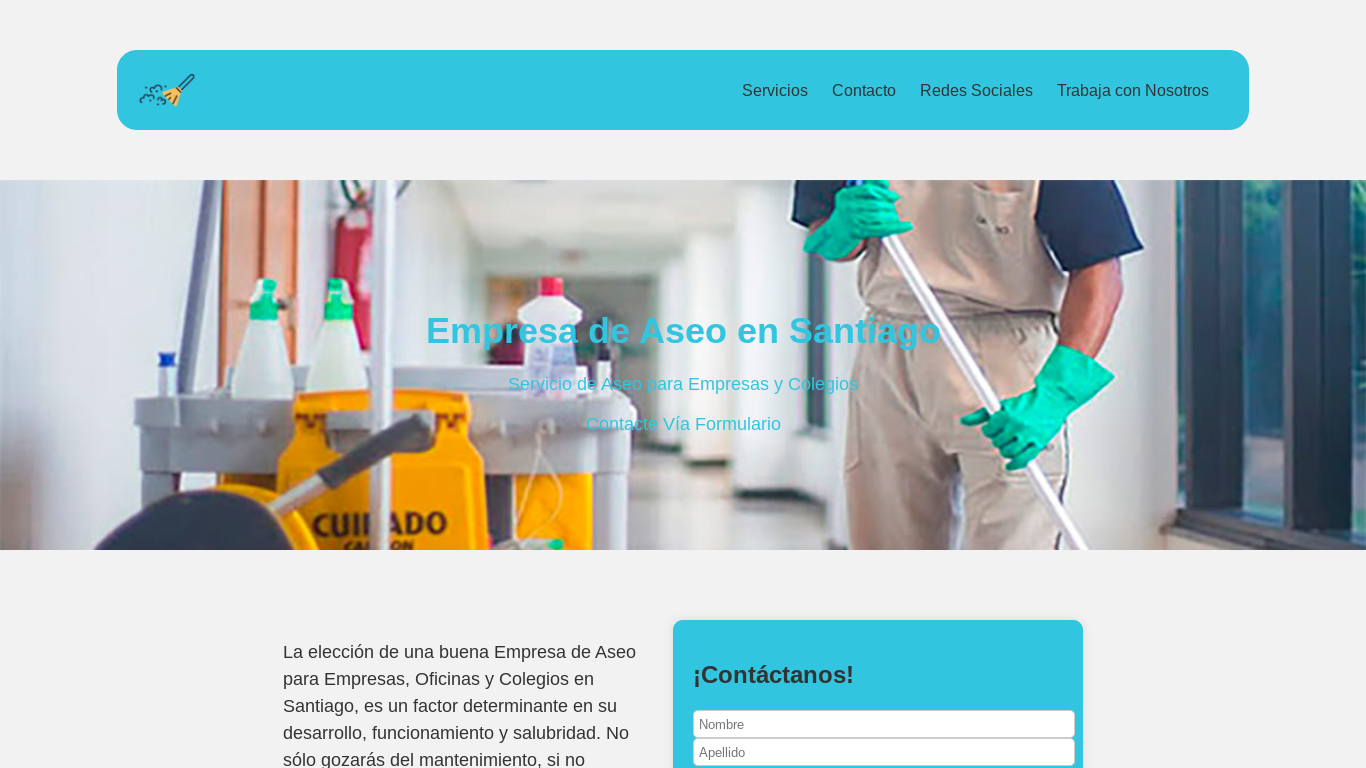 Servicios Contacto Redes Sociales Trabaja con Nosotros
Empresa de Aseo en Santiago
Servicio de Aseo para Empresas y Colegios
Contacte Vía Formulario
CUIDADO
La elección de una buena Empresa de Aseo
para Empresas, Oficinas y Colegios en
Santiago, es un factor determinante en su
desarrollo, funcionamiento y salubridad. No
sólo gozarás del mantenimiento, si no
¡Contáctanos!
Nombre
Apellido